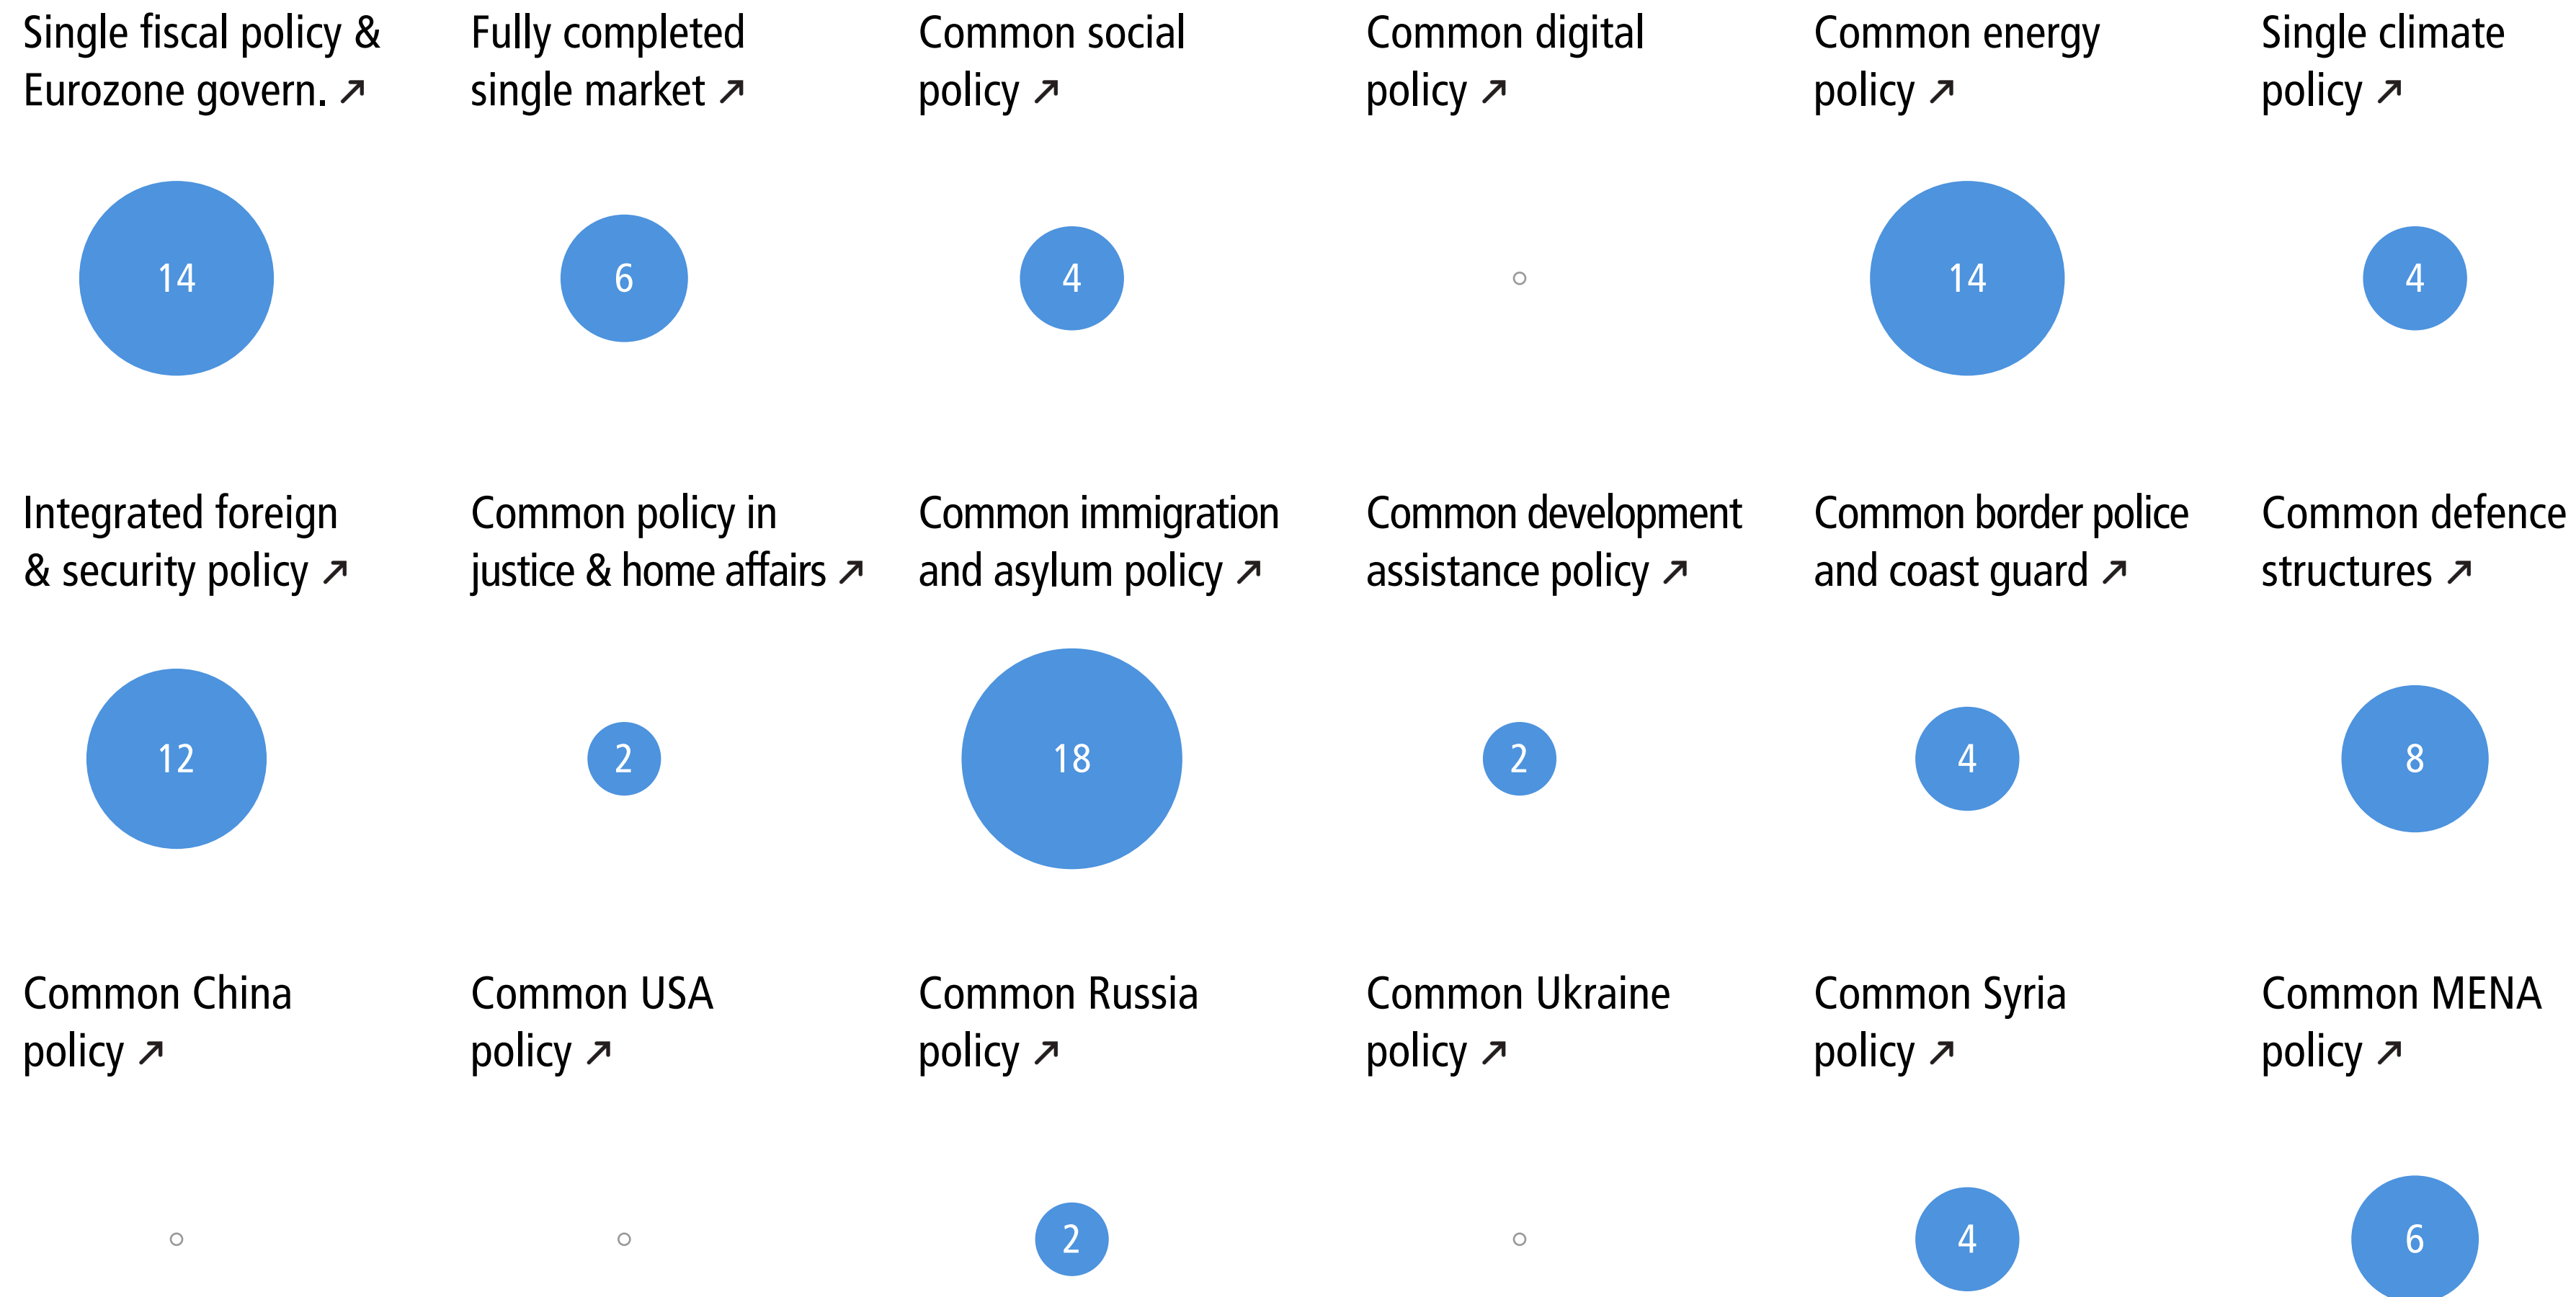 Single fiscal policy &
Eurozone govern. ↗
Fully completed
single market ↗
Common social
policy ↗
Common digital
policy ↗
Common energy
policy ↗
Single climate
policy ↗
14
6
4
14
4
Integrated foreign
& security policy ↗
Common policy in
justice & home affairs ↗
Common immigration
and asylum policy ↗
Common development
assistance policy ↗
Common border police
and coast guard ↗
Common defence
structures ↗
12
2
18
2
4
8
Common China
policy ↗
Common USA
policy ↗
Common Russia
policy ↗
Common Ukraine
policy ↗
Common Syria
policy ↗
Common MENA
policy ↗
2
4
6